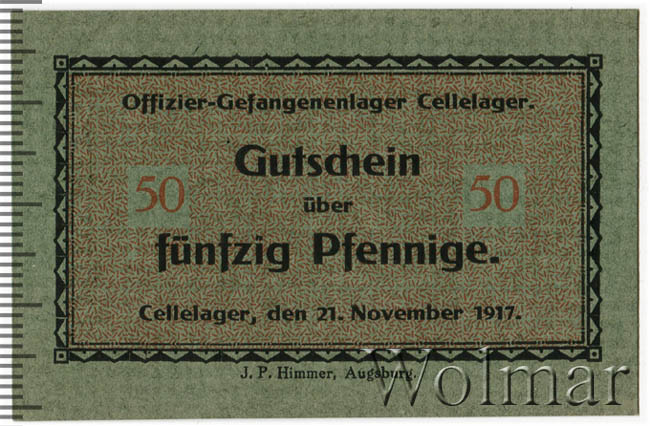 Offizier-Gefangenenlager Cellelager.
Gutschein
50 über 50
fünfzig Pfennige.
Cellelager, den 21. November 1917.
J. P. Himmer, Augsburg.
Wolmar